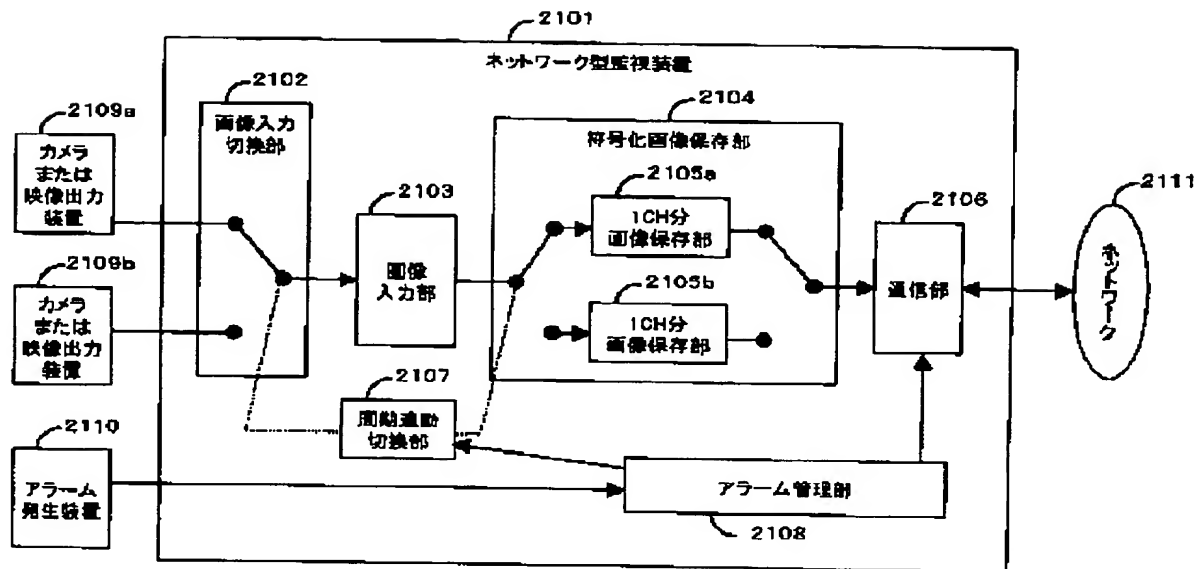 2101
ネットワーク型監視装置
2102
画像入力
切換部
2109a
カメラ
または
映像出力
装置
2109b
カメラ
または
映像出力
装置
2103
画像
入力部
2104
符号化画像保存部
2105a
1CH分
画像保存部
2105b
1CH分
画像保存部
2106
通信部
2111
ネットワーク
2107
同期連動
切換部
2110
アラーム
発生装置
アラーム管理部
2108